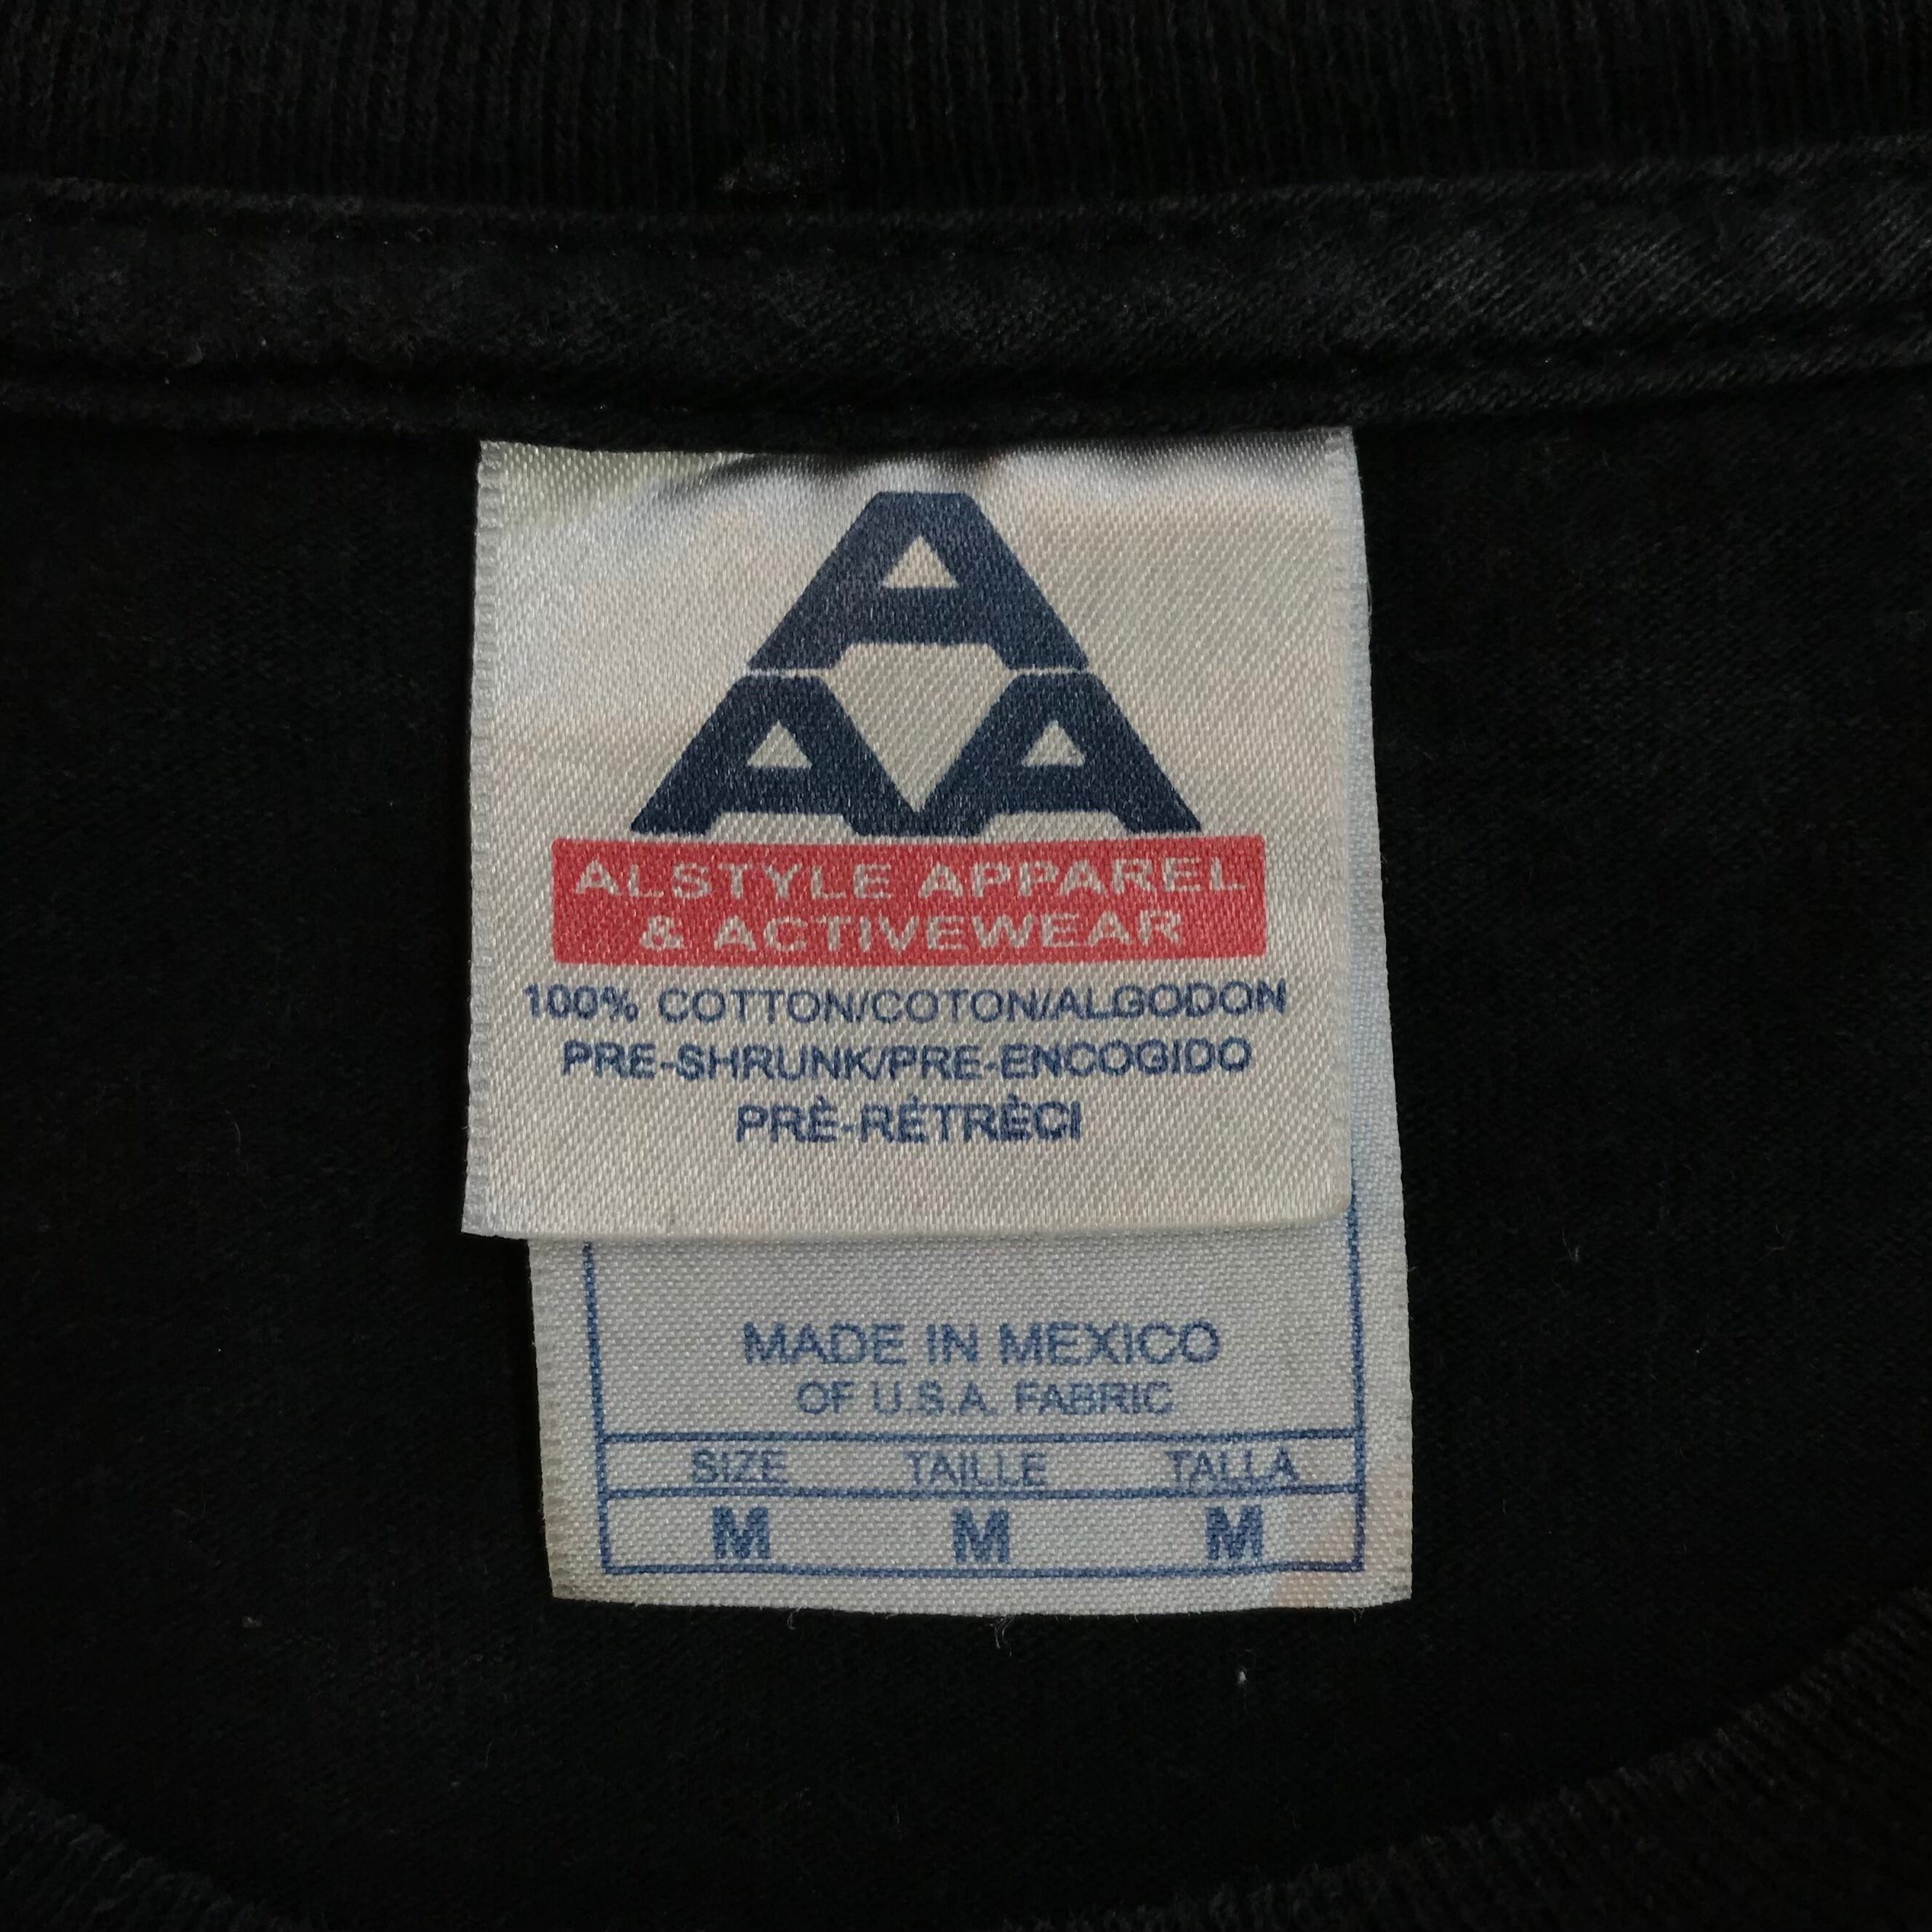 A
A A
ALSTYLE APPAREL
& ACTIVEWEAR
100% COTTON/COTON/ALGODON
PRE-SHRUNK/PRE-ENCOGIDO
PRÈ-RÉTRÈCI
MADE IN MEXICO
OF U.S.A. FABRIC
SIZE TAILLE TALLA
M M M